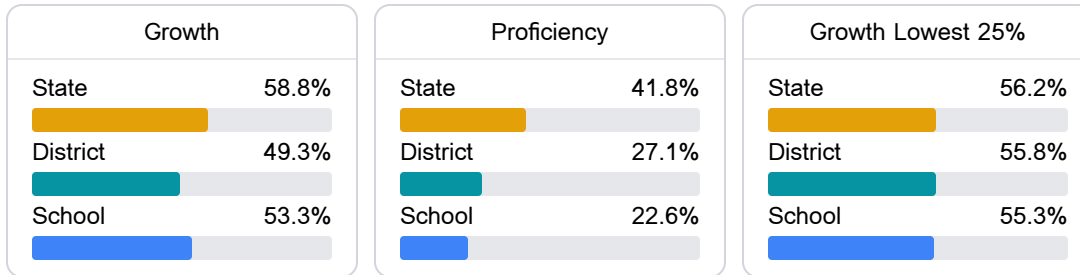 Growth
State 58.8%
District 49.3%
School 53.3%
Proficiency
State 41.8%
District 27.1%
School 22.6%
Growth Lowest 25%
State 56.2%
District 55.8%
School 55.3%